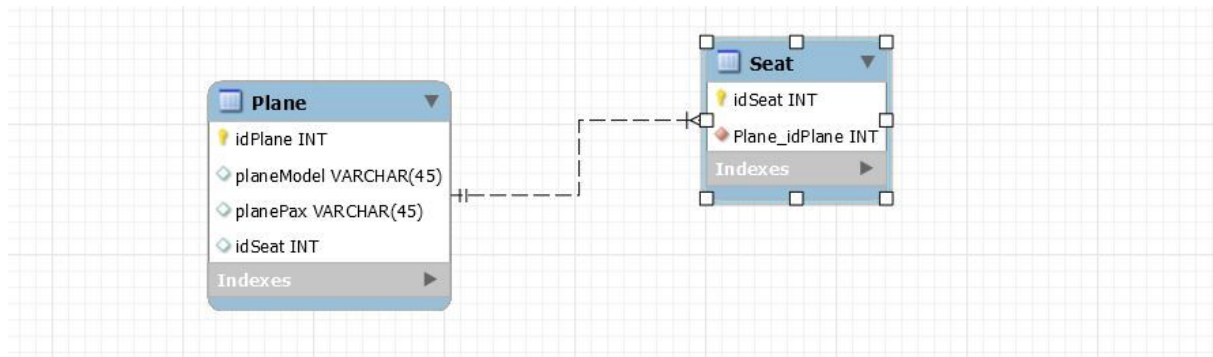 Plane
idPlane INT
planeModel VARCHAR(45)
planePax VARCHAR(45)
idSeat INT
Indexes
Seat
idSeat INT
Plane_idPlane INT
Indexes